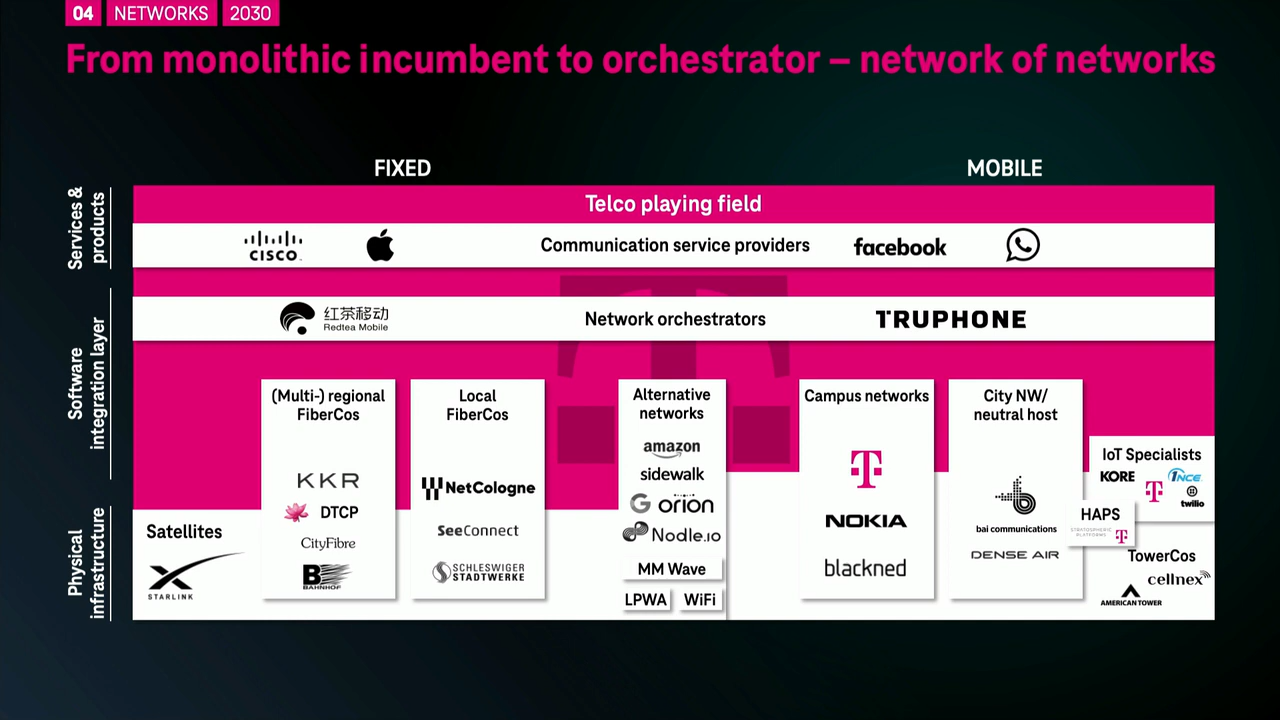 04 NETWORKS 2030
From monolithic incumbent to orchestrator – network of networks
FIXED
MOBILE
Services &
products
Telco playing field
CISCO
Communication service providers
facebook
Software
integration layer
红茶移动
Redtea Mobile
Network orchestrators
TRUPHONE
Physical
infrastructure
Satellites
STARLINK
(Multi-) regional
FiberCos
KKR
DTCP
CityFibre
BAHNHOF
Local
FiberCos
NetCologne
SeeConnect
SCHLESWIGER
STADTWERKE
Alternative
networks
amazon
sidewalk
G orion
Nodle.io
MM Wave
LPWA
WiFi
Campus networks
T
NOKIA
blackned
City NW/
neutral host
b
bai communications
DENSE AIR
IoT Specialists
KORE
T
1NCE
twilio
HAPS
STRATOSPHERIC
PLATFORMS
T
TowerCos
cellnex
AMERICAN TOWER